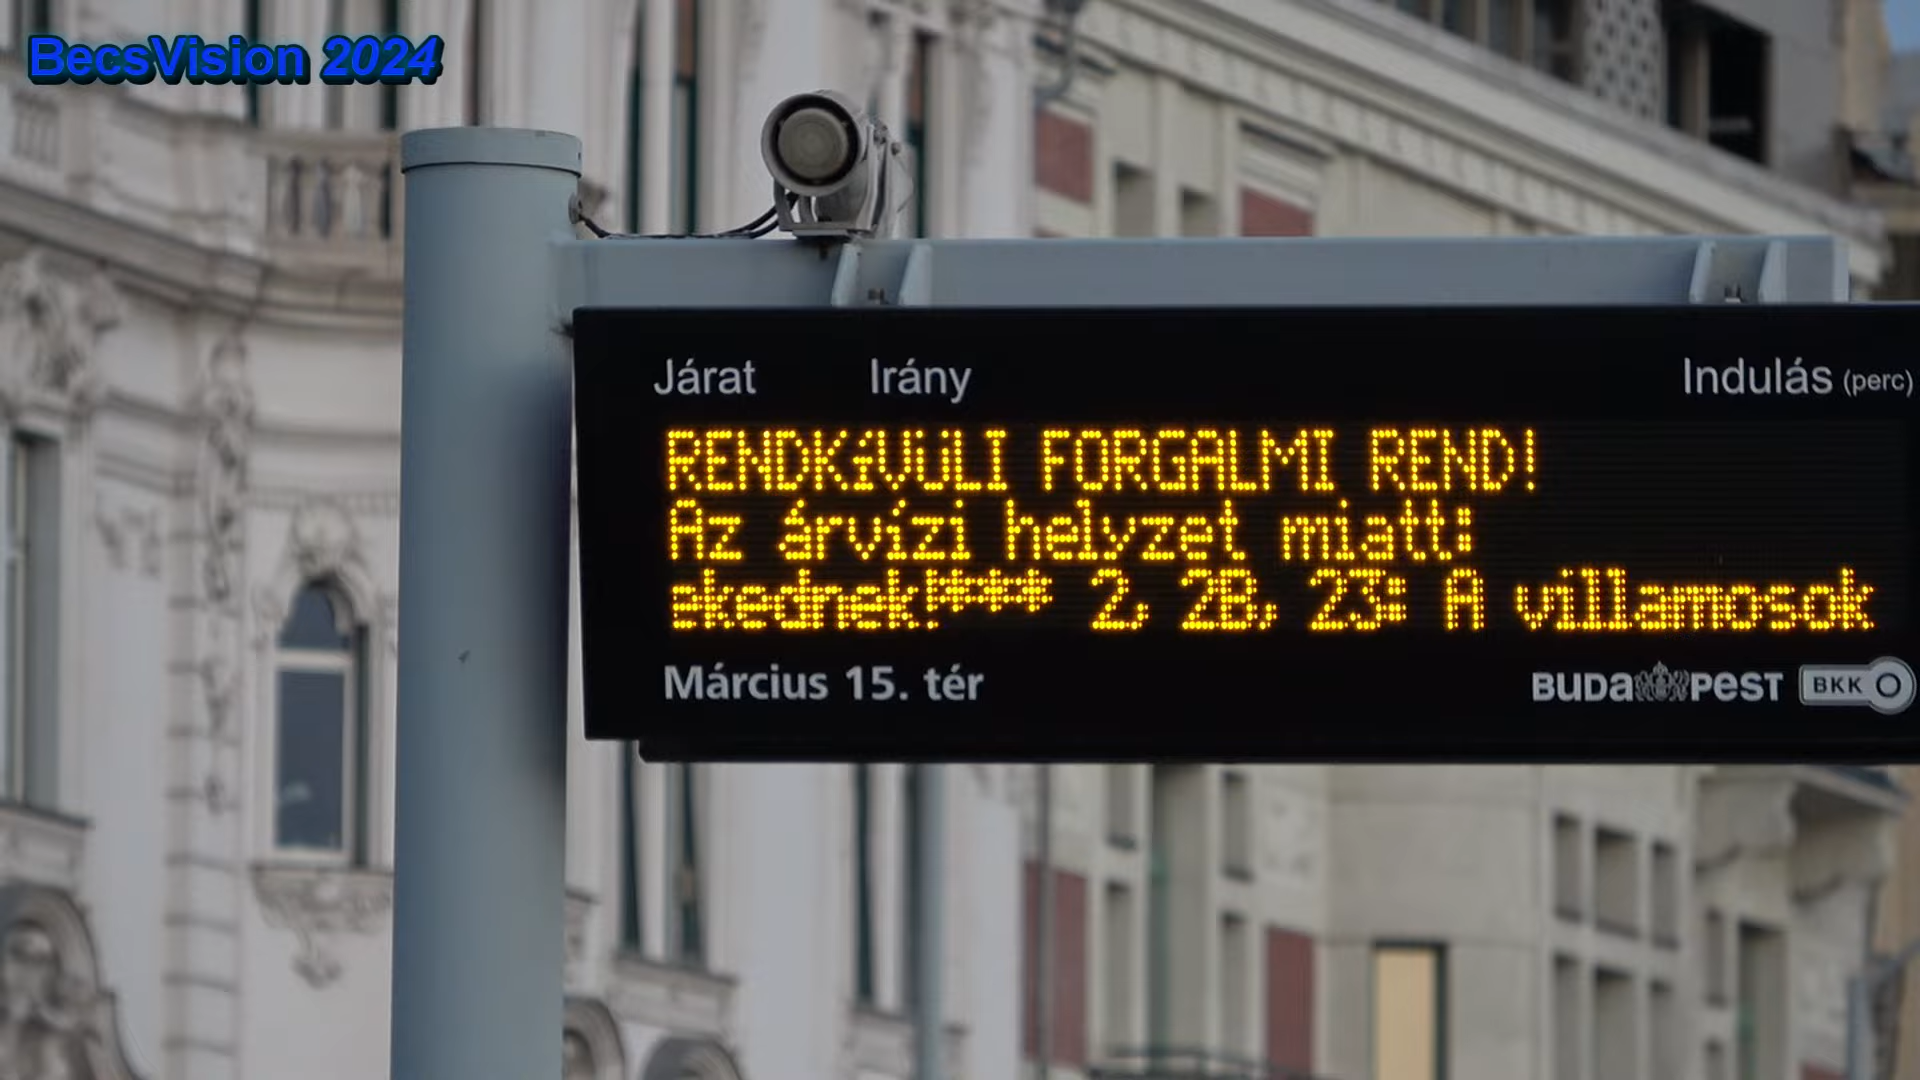 BecsVision 2024
Járat Irány Indulás (perc)
RENDKíVüLI FORGALMI REND!
Az árvízi helyzet miatt:
ekednek!*** 2, 2B, 23: A villamosok
Március 15. tér
BUDAPEST BKK